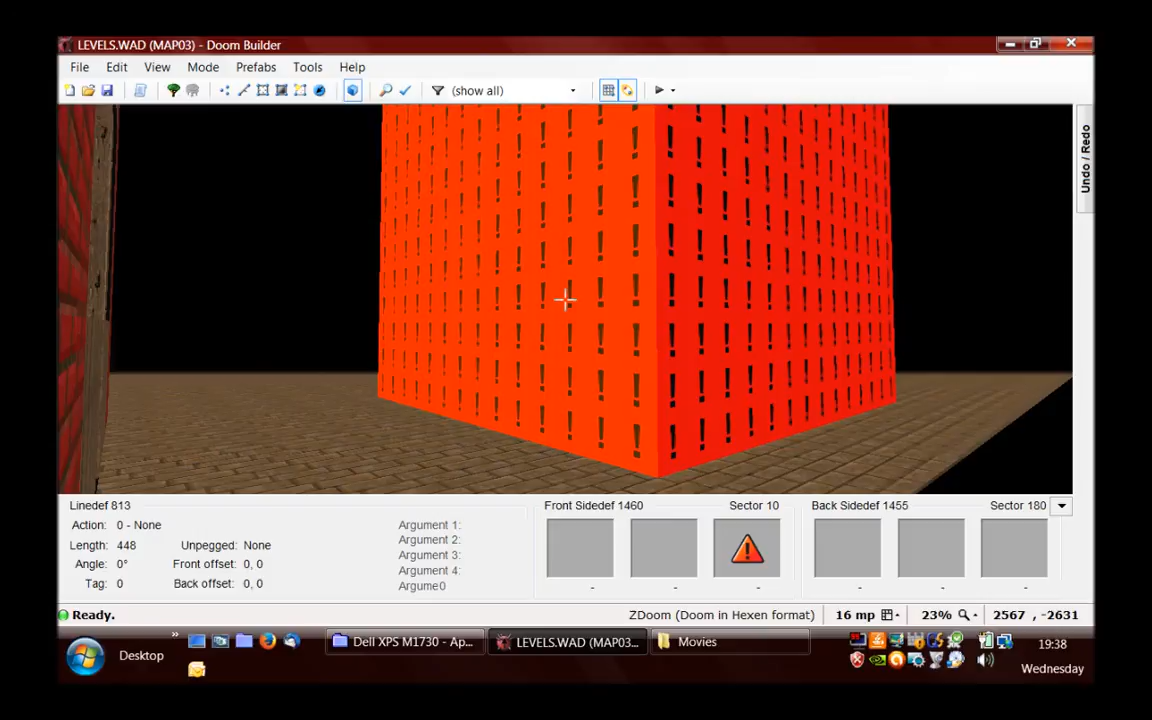 LEVELS.WAD (MAP03) - Doom Builder
File Edit View Mode Prefabs Tools Help
(show all)
Undo / Redo
Linedef 813
Action: 0 - None
Length: 448 Unpegged: None
Angle: 0° Front offset: 0, 0
Tag: 0 Back offset: 0, 0
Argument 1:
Argument 2:
Argument 3:
Argument 4:
Argume0
Front Sidedef 1460 Sector 10
- - -
Back Sidedef 1455 Sector 180
- - -
Ready. ZDoom (Doom in Hexen format) 16 mp 23% 2567 , -2631
Desktop » Dell XPS M1730 - Ap... LEVELS.WAD (MAP03... Movies 19:38
Wednesday